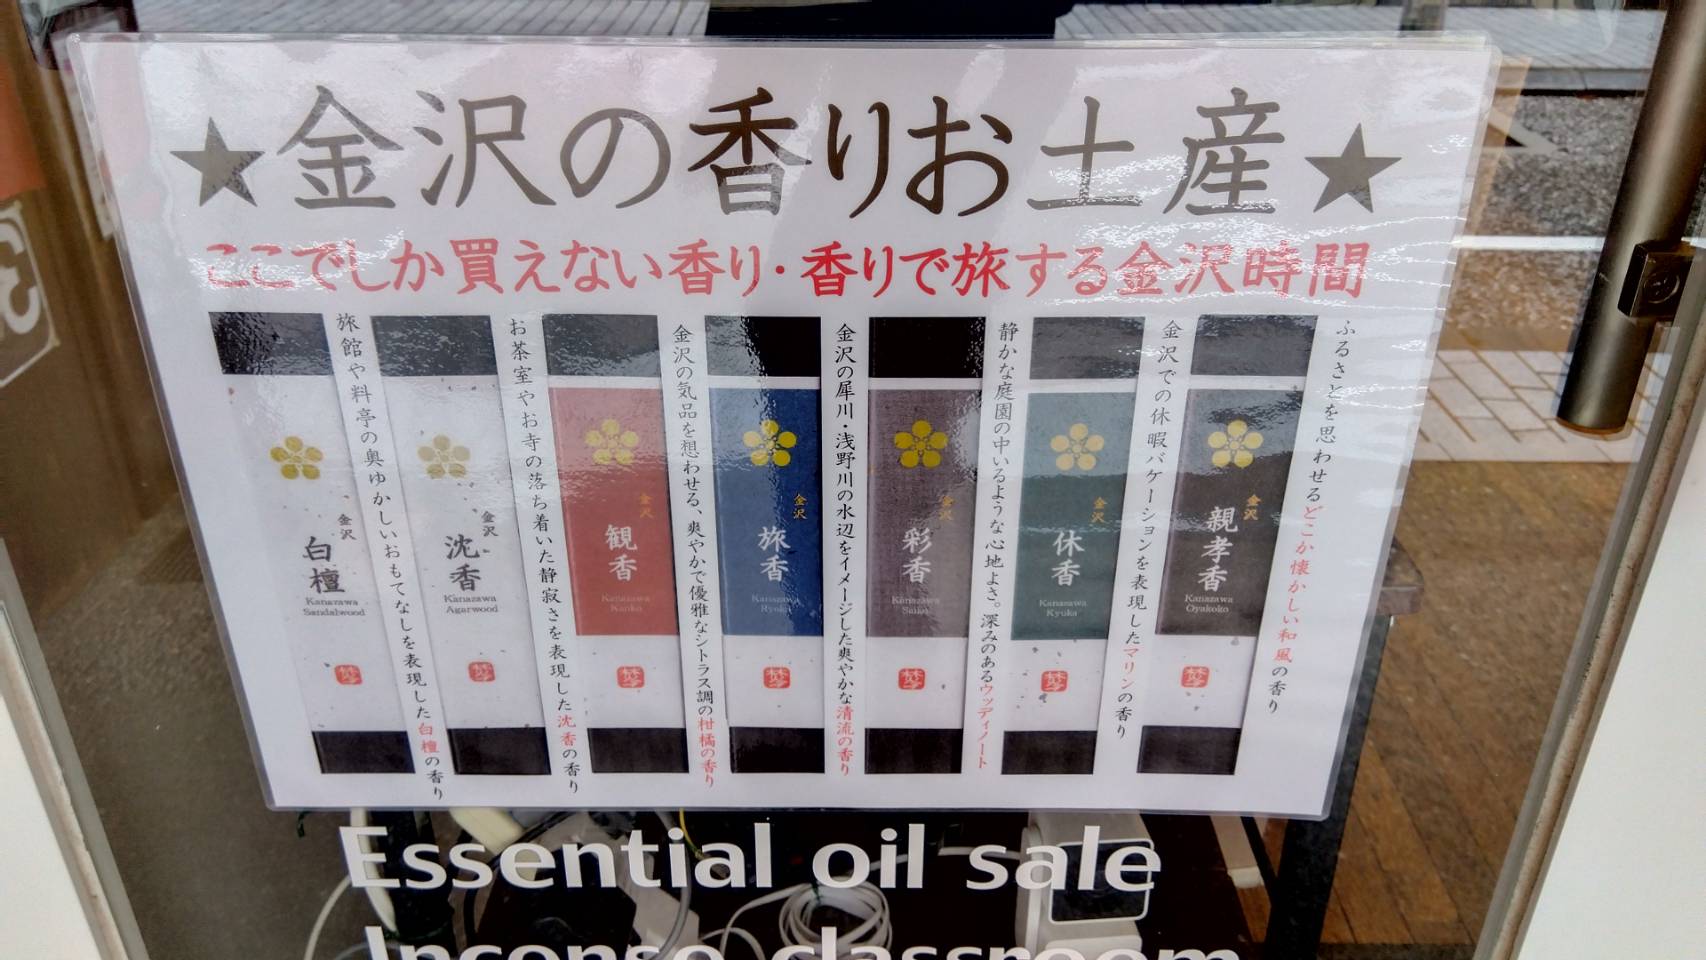 ★金沢の香りお土産★
ここでしか買えない香り・香りで旅する金沢時間
ふるさとを思わせるどこか懐かしい和風の香り
金沢
親孝香
Kanazawa
Oyakoko
金沢での休暇バケーションを表現したマリンの香り
金沢
休香
Kanazawa
Kyuka
静かな庭園の中いるような心地よさ。深みのあるウッディノート
金沢
彩香
Kanazawa
Saiko
金沢の犀川・浅野川の水辺をイメージした爽やかな清流の香り
金沢
旅香
Kanazawa
Ryoko
金沢の気品を想わせる、爽やかで優雅なシトラス調の柑橘の香り
金沢
観香
Kanazawa
Kanko
お茶室やお寺の落ち着いた静寂さを表現した沈香の香り
金沢
沈香
Kanazawa
Agarwood
旅館や料亭の奥ゆかしいおもてなしを表現した白檀の香り
金沢
白檀
Kanazawa
Sandalwood
Essential oil sale
Incense classroom